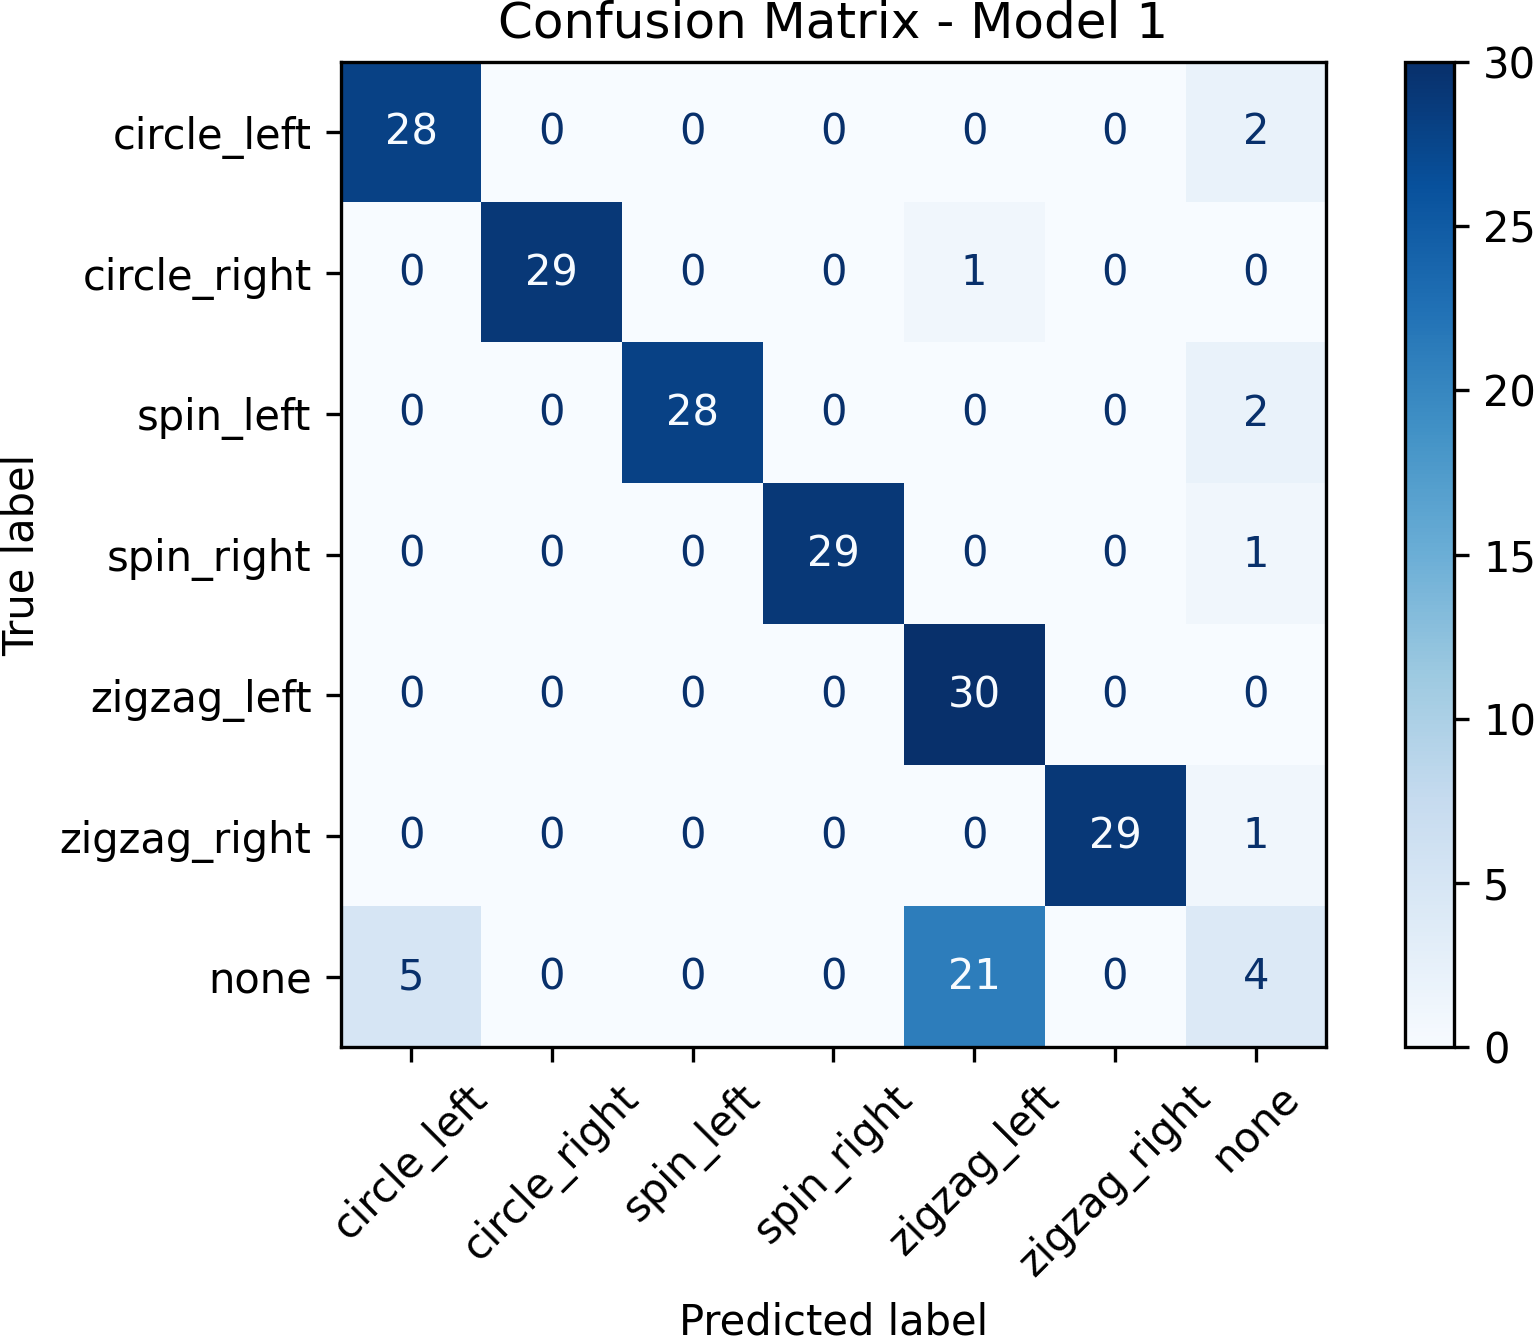 Confusion Matrix - Model 1
True label
circle_left 28 0 0 0 0 0 2
circle_right 0 29 0 0 1 0 0
spin_left 0 0 28 0 0 0 2
spin_right 0 0 0 29 0 0 1
zigzag_left 0 0 0 0 30 0 0
zigzag_right 0 0 0 0 0 29 1
none 5 0 0 0 21 0 4
circle_left circle_right spin_left spin_right zigzag_left zigzag_right none
Predicted label
30
25
20
15
10
5
0